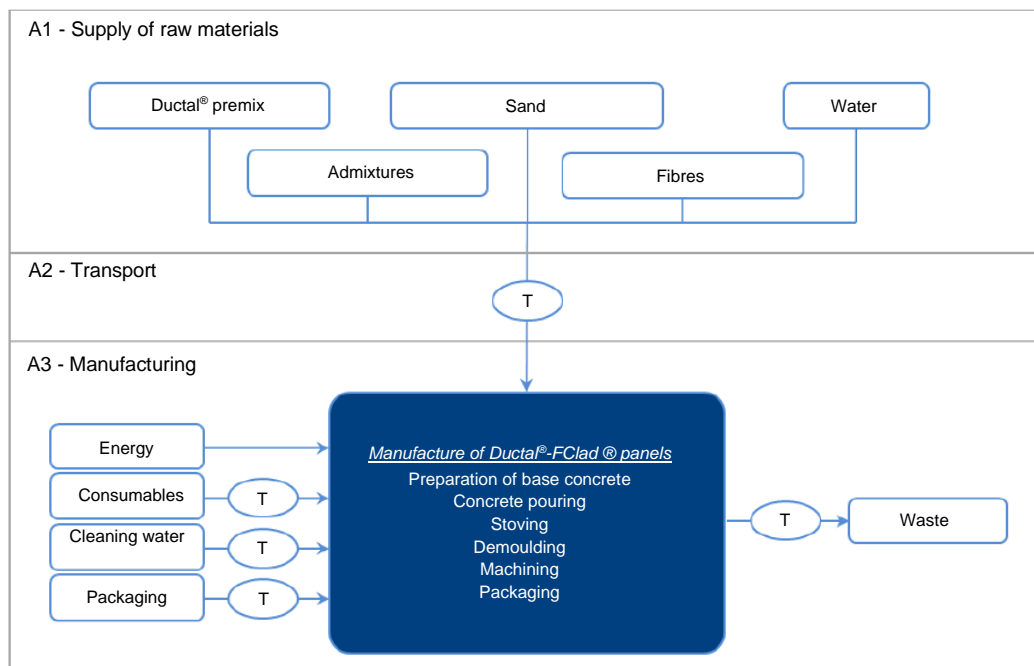 A1 - Supply of raw materials
Ductal® premix
Sand
Water
Admixtures
Fibres
A2 - Transport
T
A3 - Manufacturing
Energy
Consumables
T
Cleaning water
T
Packaging
T
Manufacture of Ductal®-FClad ® panels
Preparation of base concrete
Concrete pouring
Stoving
Demoulding
Machining
Packaging
T
Waste